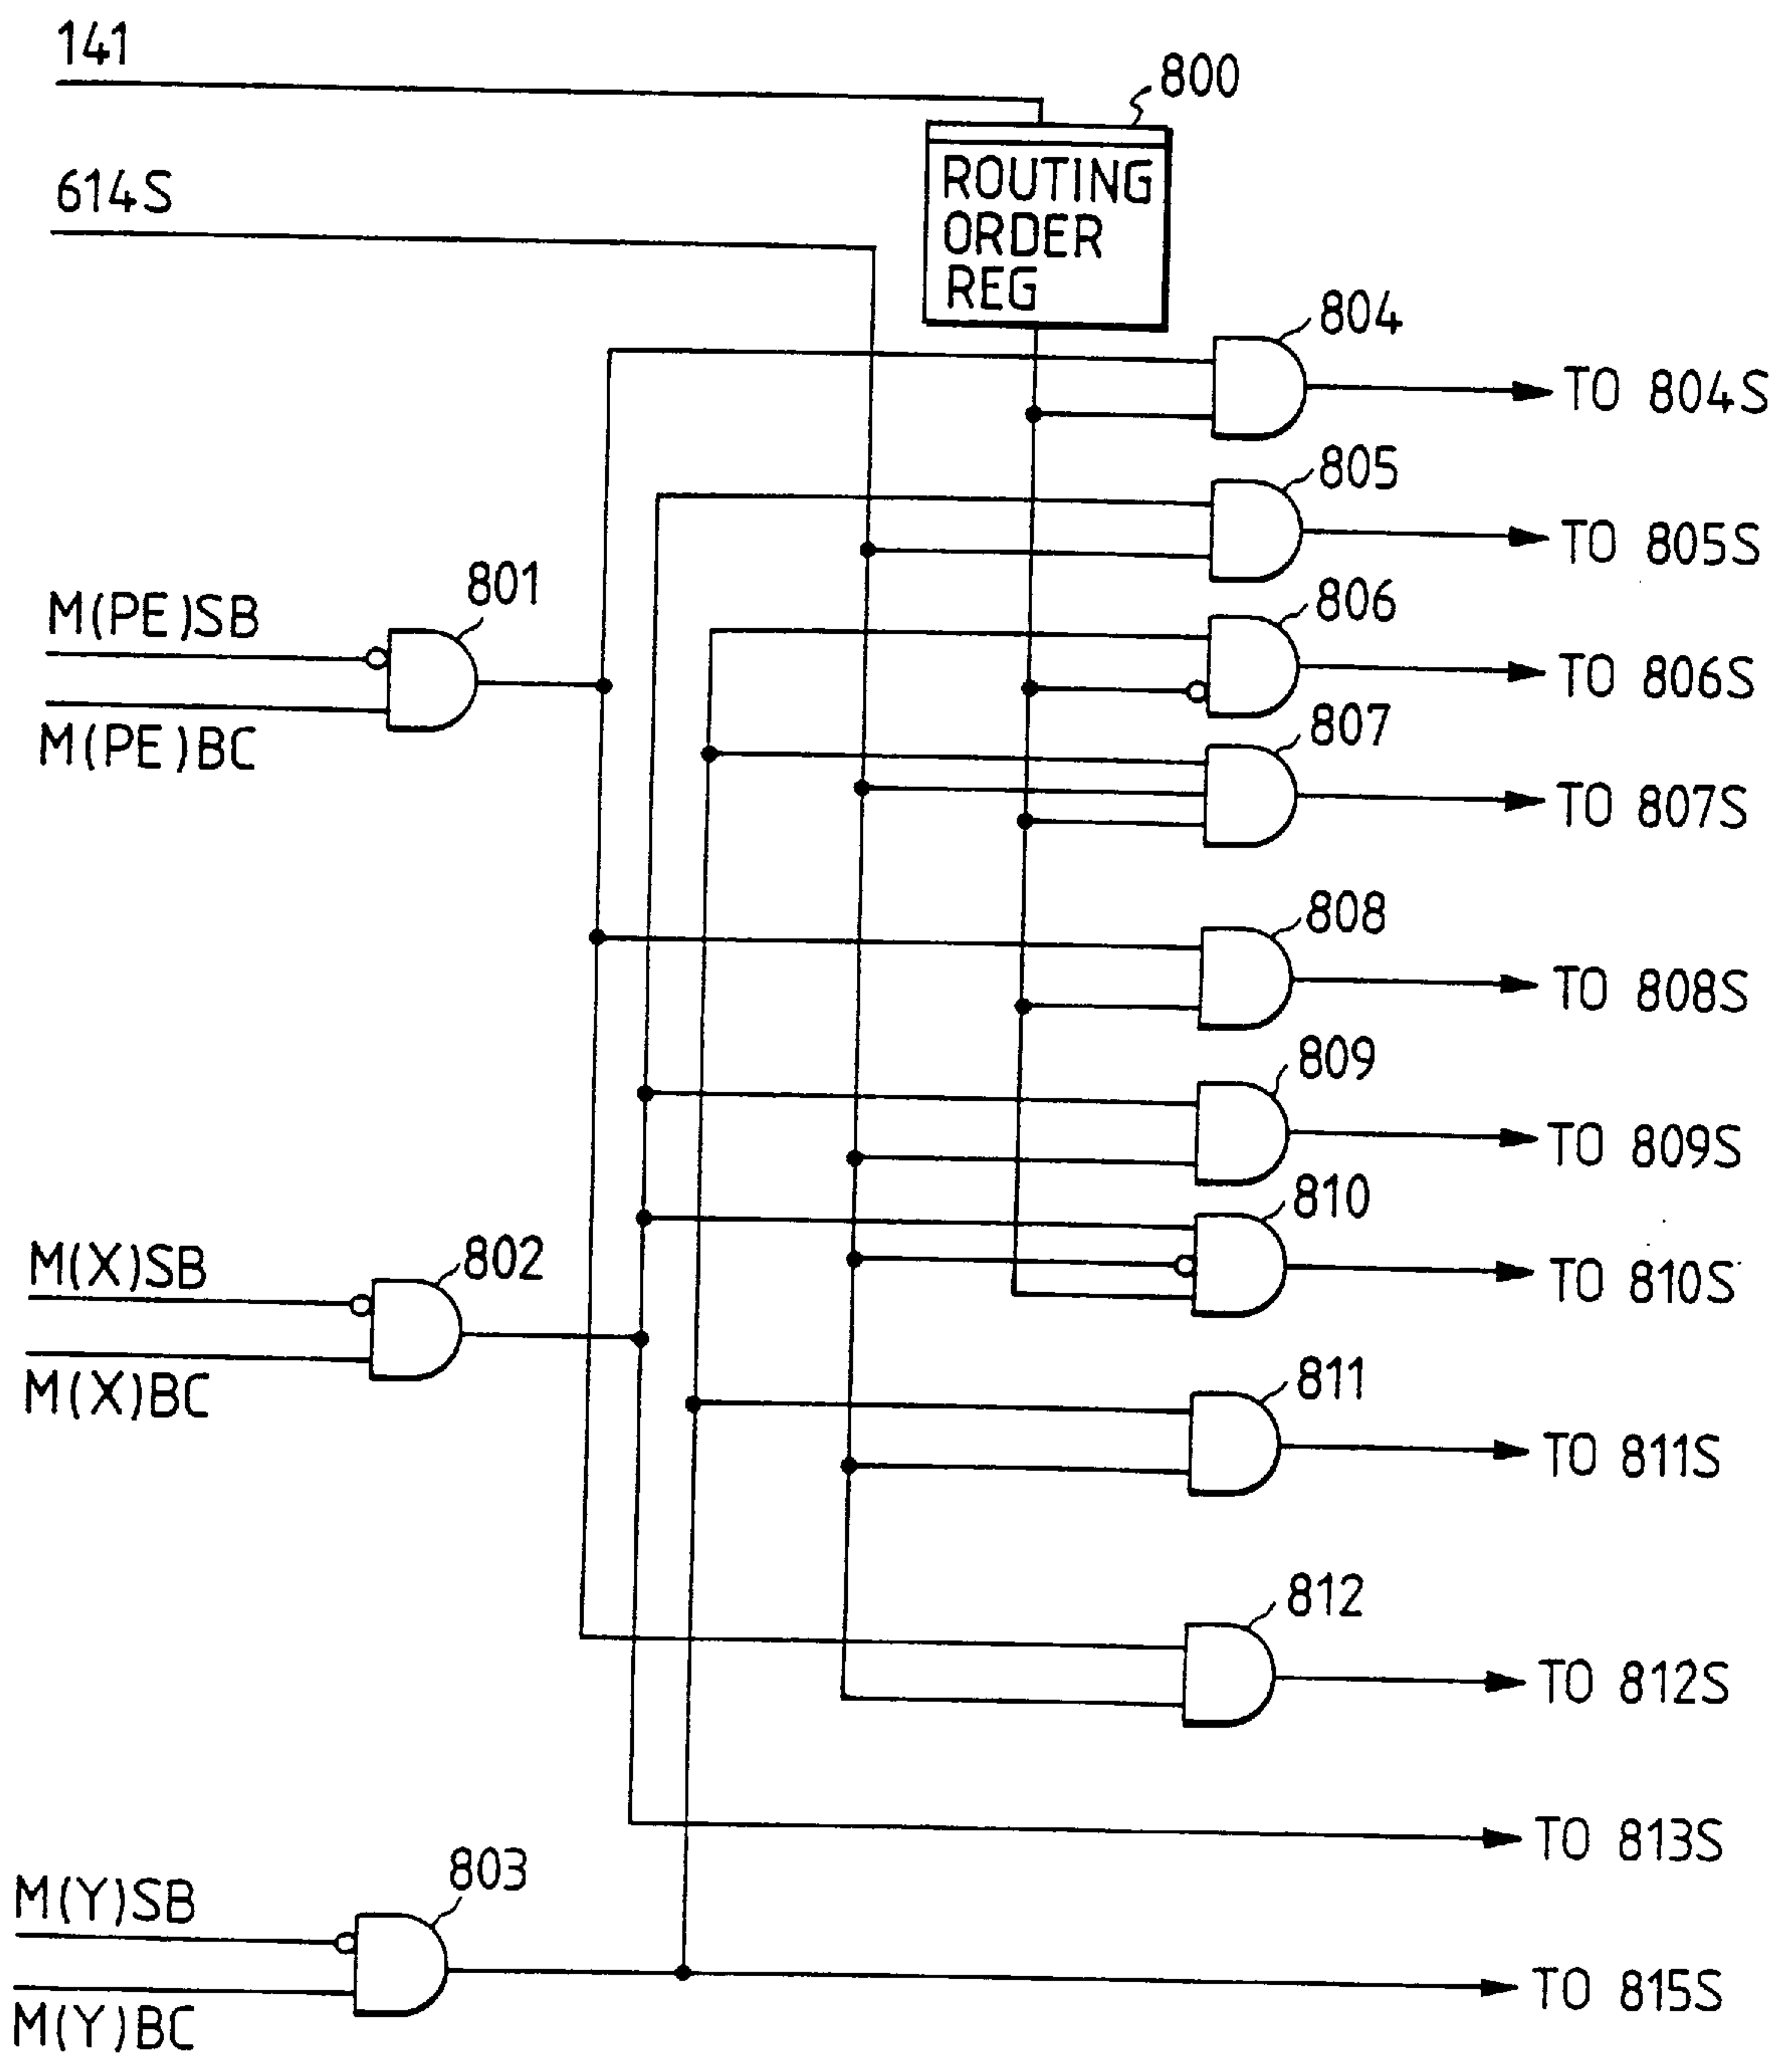 141
800
614S
ROUTING
ORDER
REG
804
TO 804S
805
TO 805S
M(PE)SB
801
806
TO 806S
M(PE)BC
807
TO 807S
808
TO 808S
809
TO 809S
810
M(X)SB
802
TO 810S
M(X)BC
811
TO 811S
812
TO 812S
TO 813S
M(Y)SB
803
TO 815S
M(Y)BC